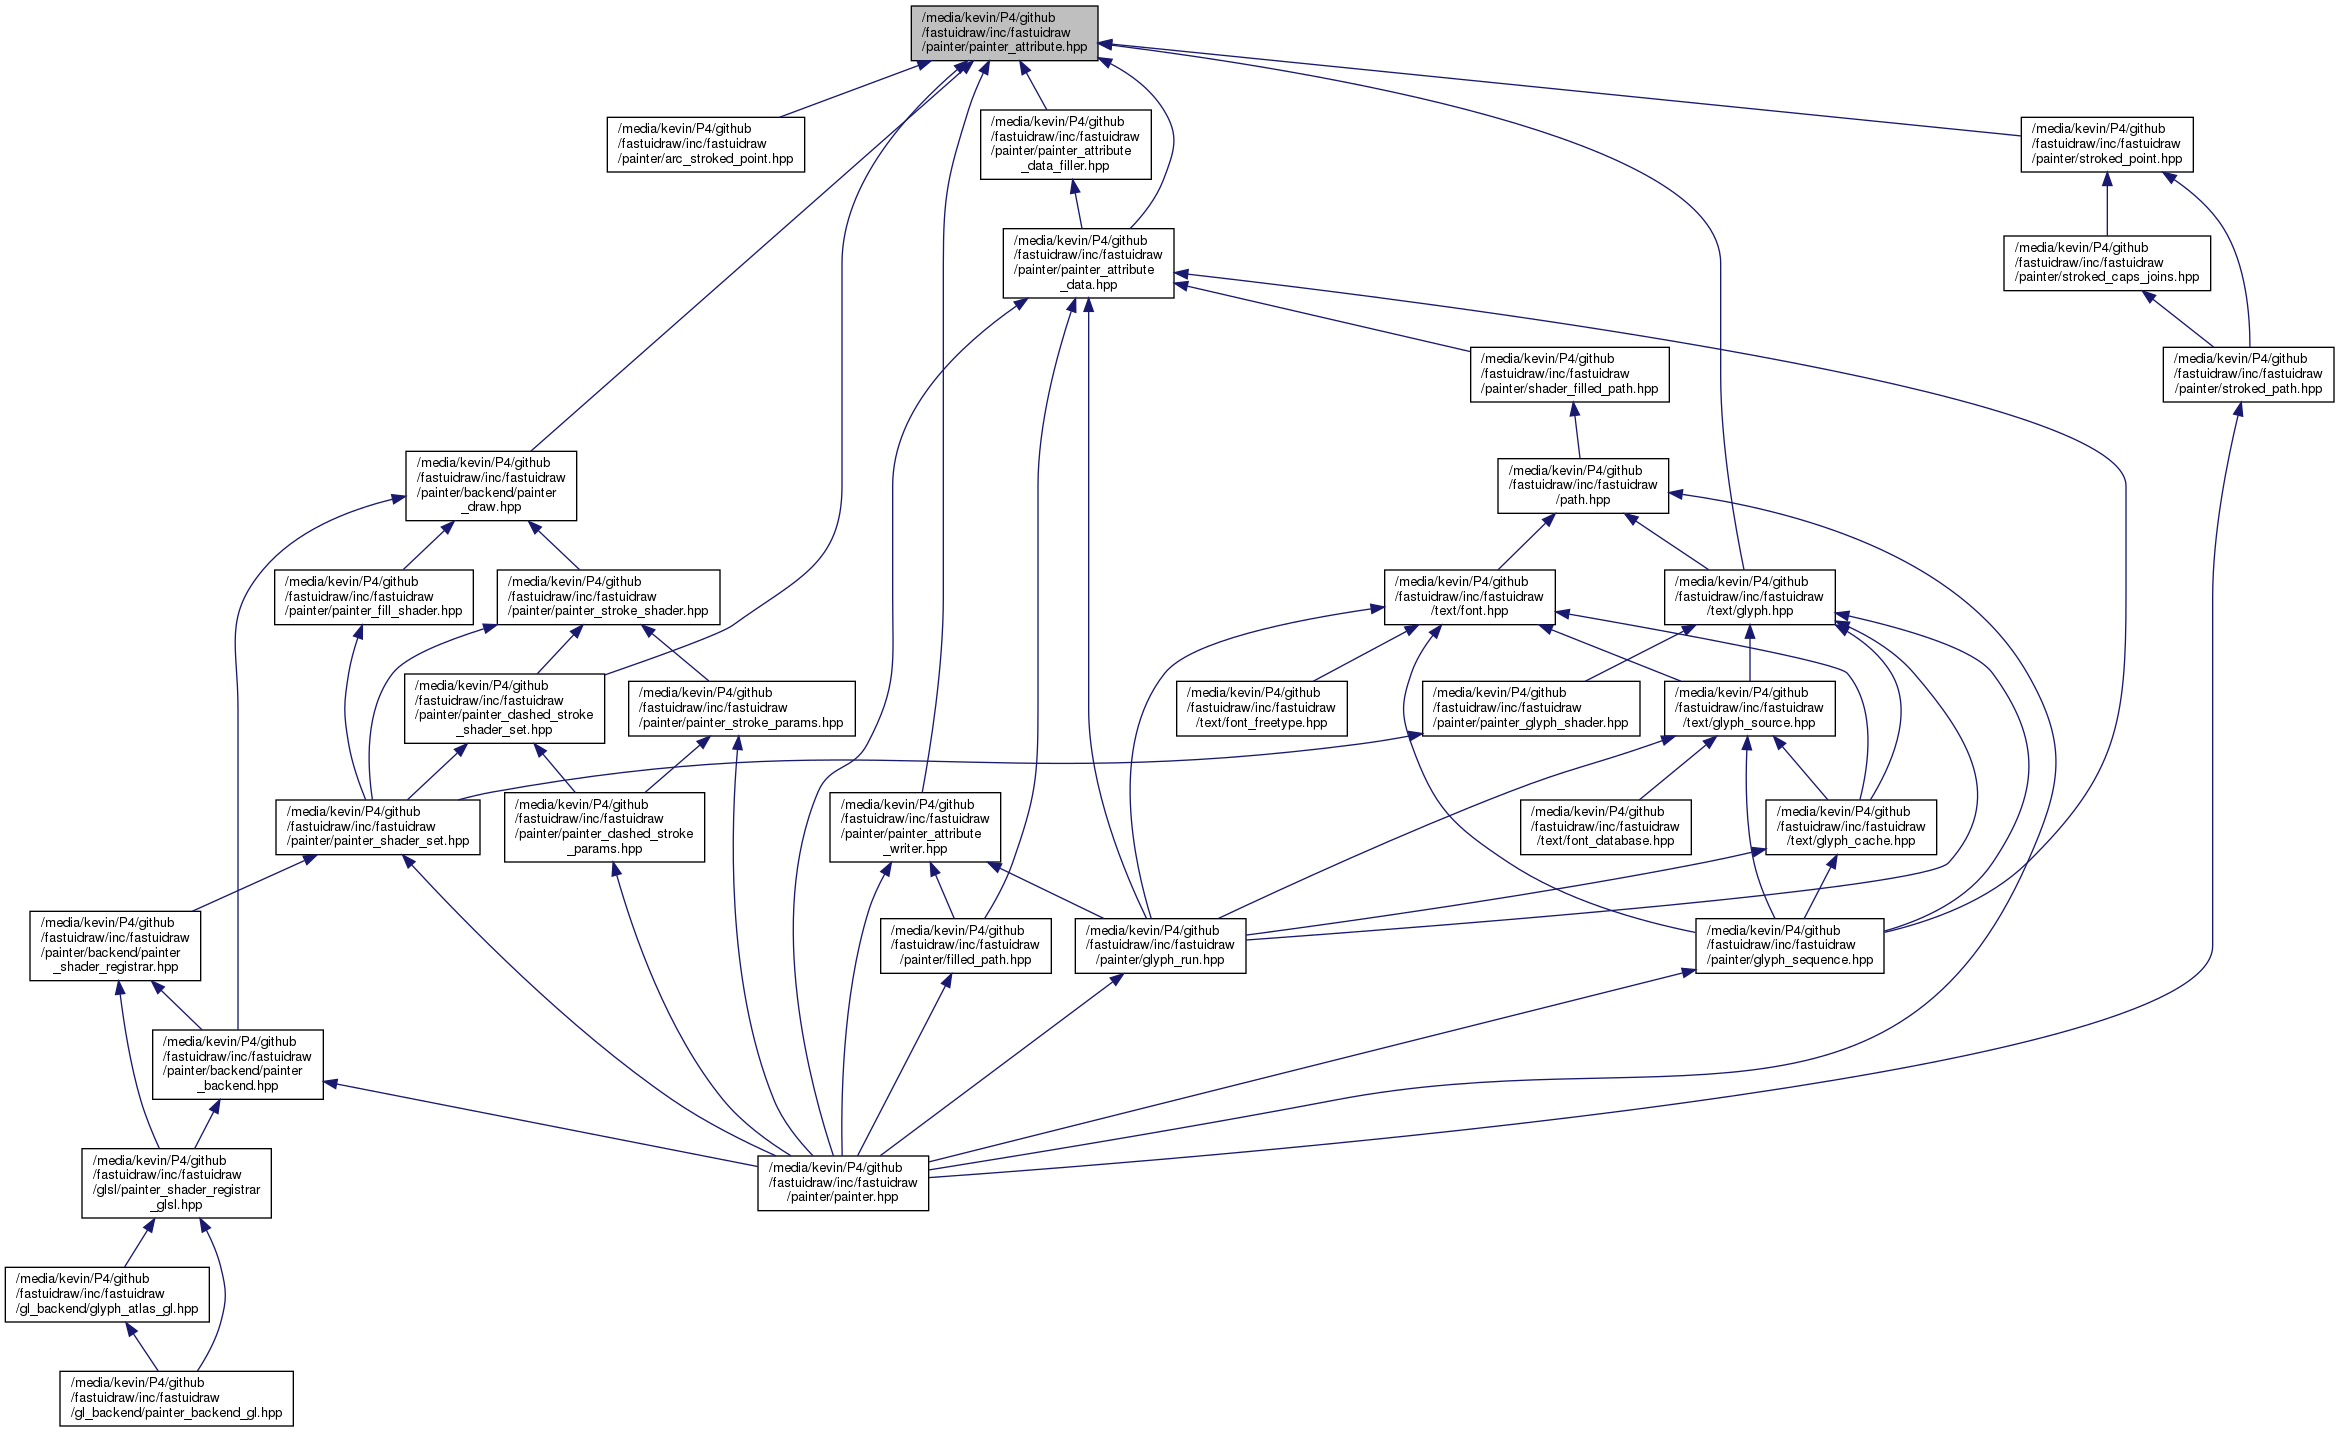 /media/kevin/P4/github
/fastuidraw/inc/fastuidraw
/painter/painter_attribute.hpp
/media/kevin/P4/github
/fastuidraw/inc/fastuidraw
/painter/arc_stroked_point.hpp
/media/kevin/P4/github
/fastuidraw/inc/fastuidraw
/painter/painter_attribute
_data_filler.hpp
/media/kevin/P4/github
/fastuidraw/inc/fastuidraw
/painter/stroked_point.hpp
/media/kevin/P4/github
/fastuidraw/inc/fastuidraw
/painter/painter_attribute
_data.hpp
/media/kevin/P4/github
/fastuidraw/inc/fastuidraw
/painter/stroked_caps_joins.hpp
/media/kevin/P4/github
/fastuidraw/inc/fastuidraw
/painter/shader_filled_path.hpp
/media/kevin/P4/github
/fastuidraw/inc/fastuidraw
/painter/stroked_path.hpp
/media/kevin/P4/github
/fastuidraw/inc/fastuidraw
/painter/backend/painter
_draw.hpp
/media/kevin/P4/github
/fastuidraw/inc/fastuidraw
/path.hpp
/media/kevin/P4/github
/fastuidraw/inc/fastuidraw
/painter/painter_fill_shader.hpp
/media/kevin/P4/github
/fastuidraw/inc/fastuidraw
/painter/painter_stroke_shader.hpp
/media/kevin/P4/github
/fastuidraw/inc/fastuidraw
/text/font.hpp
/media/kevin/P4/github
/fastuidraw/inc/fastuidraw
/text/glyph.hpp
/media/kevin/P4/github
/fastuidraw/inc/fastuidraw
/painter/painter_dashed_stroke
_shader_set.hpp
/media/kevin/P4/github
/fastuidraw/inc/fastuidraw
/painter/painter_stroke_params.hpp
/media/kevin/P4/github
/fastuidraw/inc/fastuidraw
/text/font_freetype.hpp
/media/kevin/P4/github
/fastuidraw/inc/fastuidraw
/painter/painter_glyph_shader.hpp
/media/kevin/P4/github
/fastuidraw/inc/fastuidraw
/text/glyph_source.hpp
/media/kevin/P4/github
/fastuidraw/inc/fastuidraw
/painter/painter_shader_set.hpp
/media/kevin/P4/github
/fastuidraw/inc/fastuidraw
/painter/painter_dashed_stroke
_params.hpp
/media/kevin/P4/github
/fastuidraw/inc/fastuidraw
/painter/painter_attribute
_writer.hpp
/media/kevin/P4/github
/fastuidraw/inc/fastuidraw
/text/font_database.hpp
/media/kevin/P4/github
/fastuidraw/inc/fastuidraw
/text/glyph_cache.hpp
/media/kevin/P4/github
/fastuidraw/inc/fastuidraw
/painter/backend/painter
_shader_registrar.hpp
/media/kevin/P4/github
/fastuidraw/inc/fastuidraw
/painter/filled_path.hpp
/media/kevin/P4/github
/fastuidraw/inc/fastuidraw
/painter/glyph_run.hpp
/media/kevin/P4/github
/fastuidraw/inc/fastuidraw
/painter/glyph_sequence.hpp
/media/kevin/P4/github
/fastuidraw/inc/fastuidraw
/painter/backend/painter
_backend.hpp
/media/kevin/P4/github
/fastuidraw/inc/fastuidraw
/glsl/painter_shader_registrar
_glsl.hpp
/media/kevin/P4/github
/fastuidraw/inc/fastuidraw
/painter/painter.hpp
/media/kevin/P4/github
/fastuidraw/inc/fastuidraw
/gl_backend/glyph_atlas_gl.hpp
/media/kevin/P4/github
/fastuidraw/inc/fastuidraw
/gl_backend/painter_backend_gl.hpp